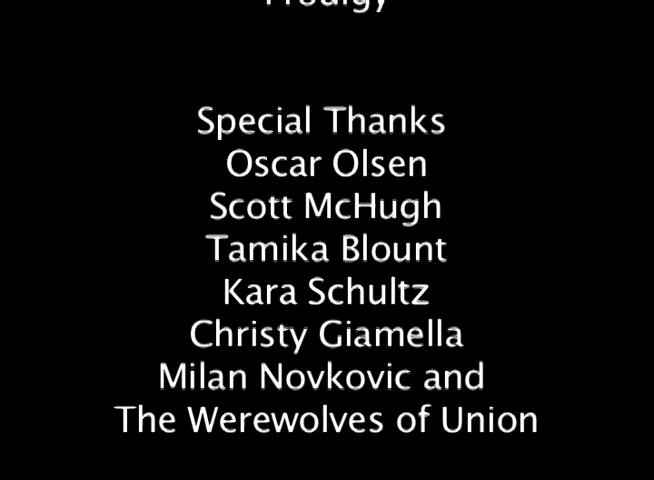 Prodigy
Special Thanks
Oscar Olsen
Scott McHugh
Tamika Blount
Kara Schultz
Christy Giamella
Milan Novkovic and
The Werewolves of Union